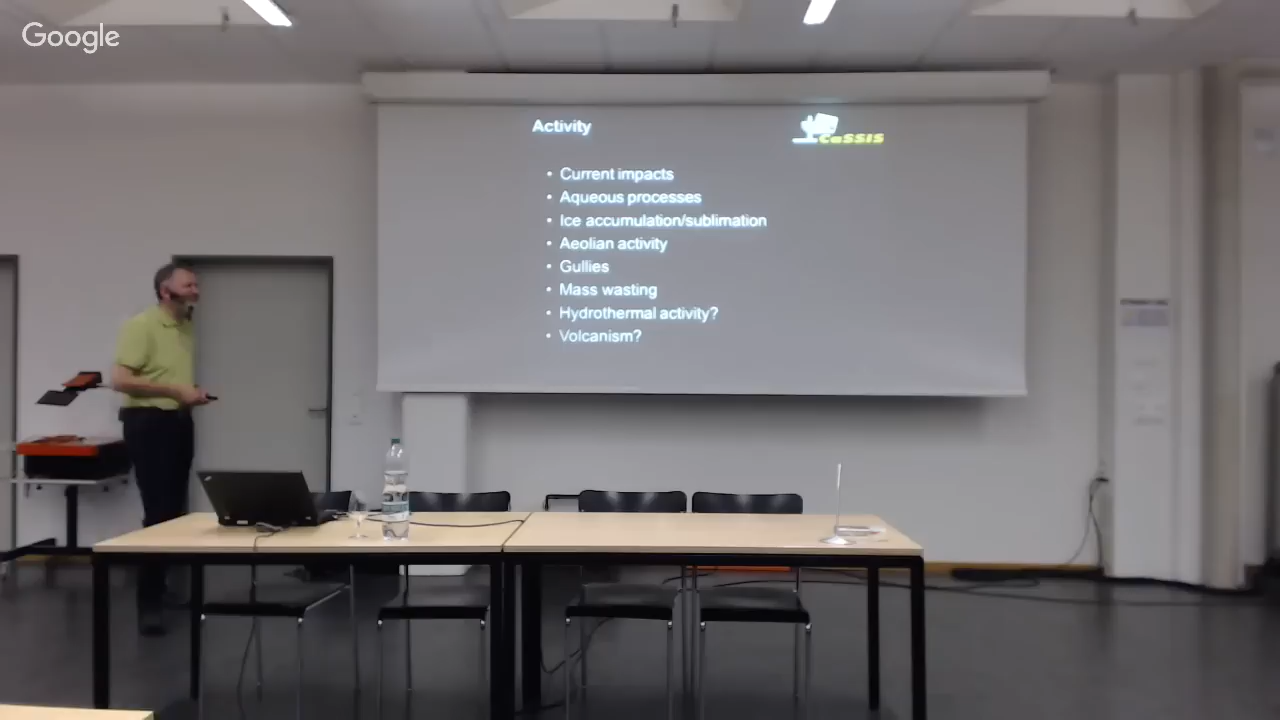 Google
Activity
CaSSIS
• Current impacts
• Aqueous processes
• Ice accumulation/sublimation
• Aeolian activity
• Gullies
• Mass wasting
• Hydrothermal activity?
• Volcanism?